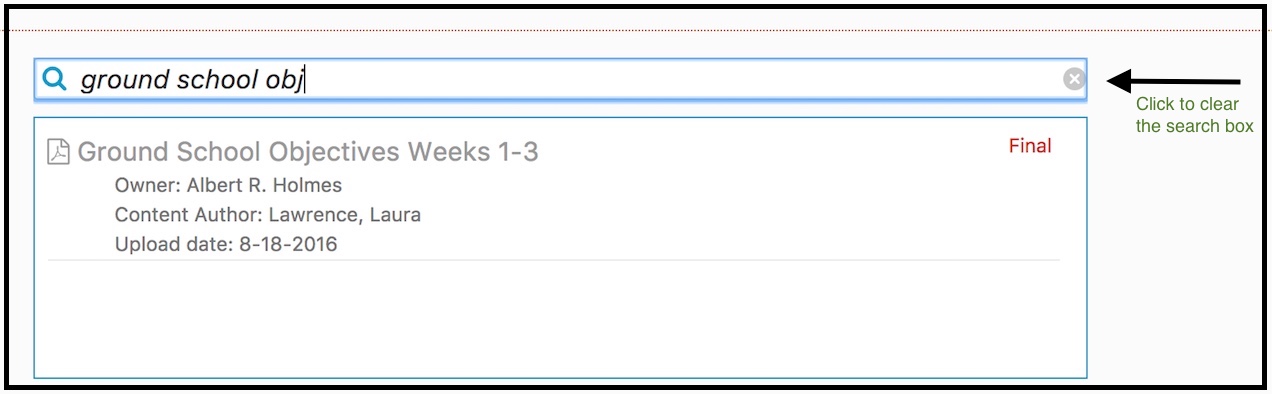 ground school obj
Click to clear
the search box
Ground School Objectives Weeks 1-3
Final
Owner: Albert R. Holmes
Content Author: Lawrence, Laura
Upload date: 8-18-2016